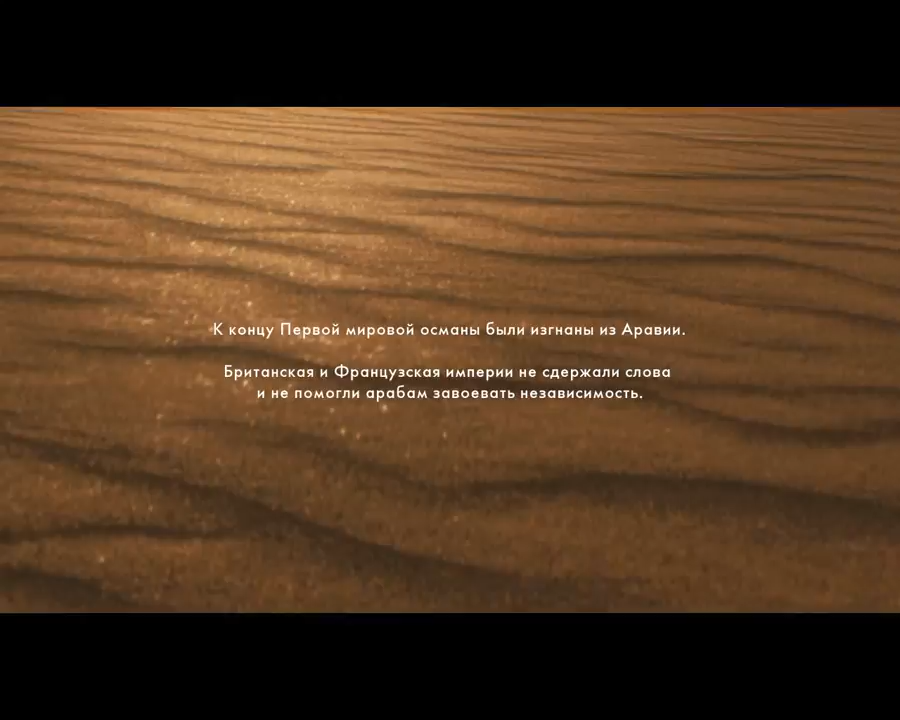 К концу Первой мировой османы были изгнаны из Аравии.
Британская и Французская империи не сдержали слова
и не помогли арабам завоевать независимость.